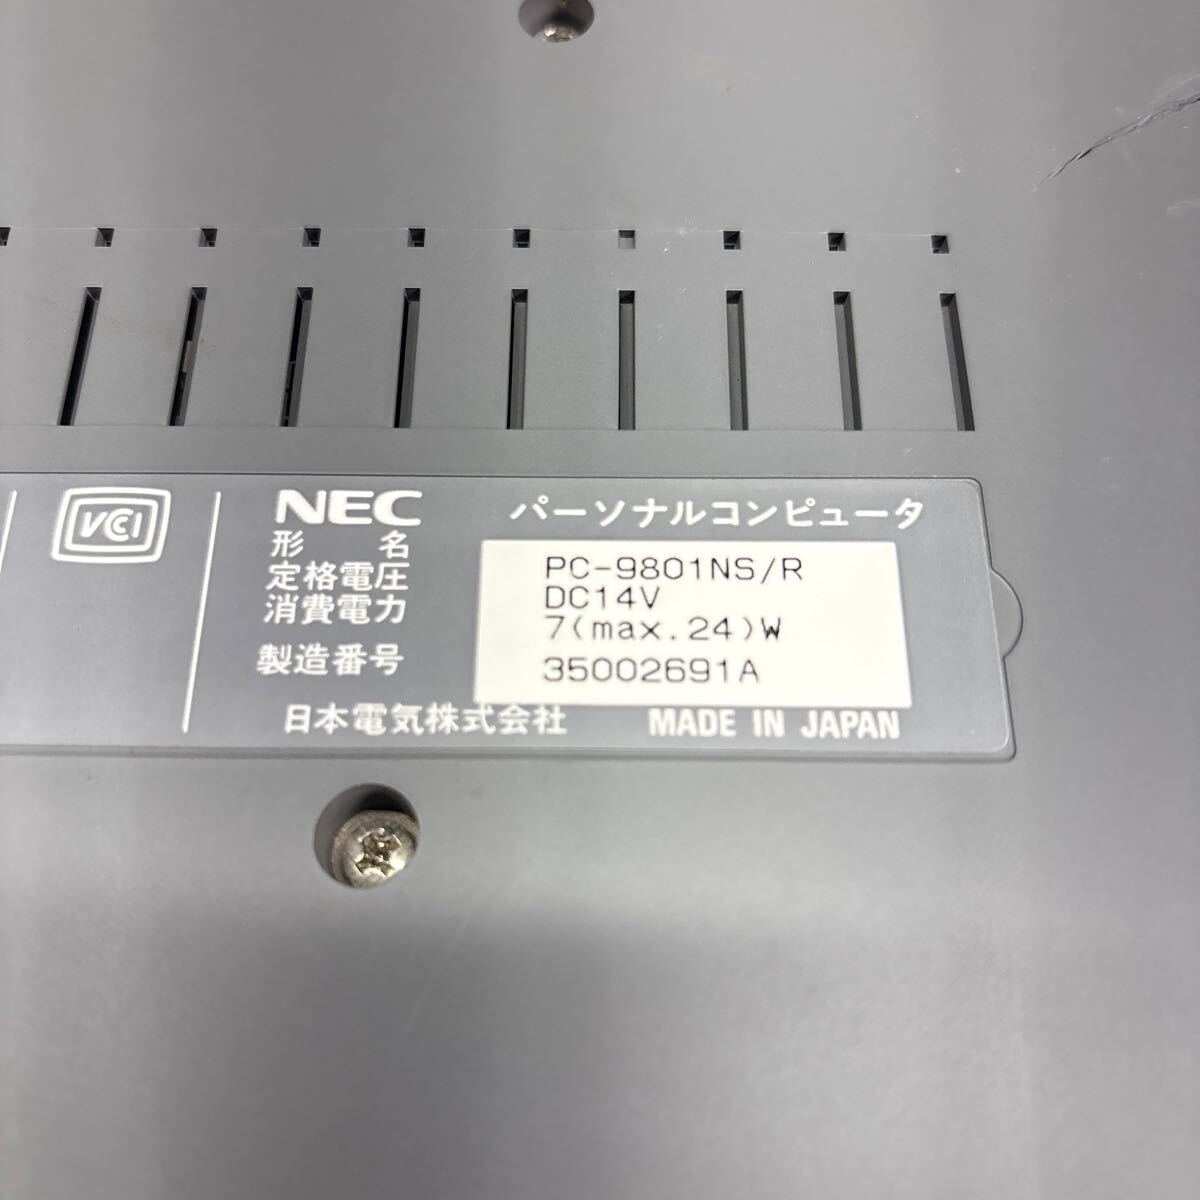 VCCI
NEC パーソナルコンピュータ
形名 PC-9801NS/R
定格電圧 DC14V
消費電力 7(max.24)W
製造番号 35002691A
日本電気株式会社 MADE IN JAPAN